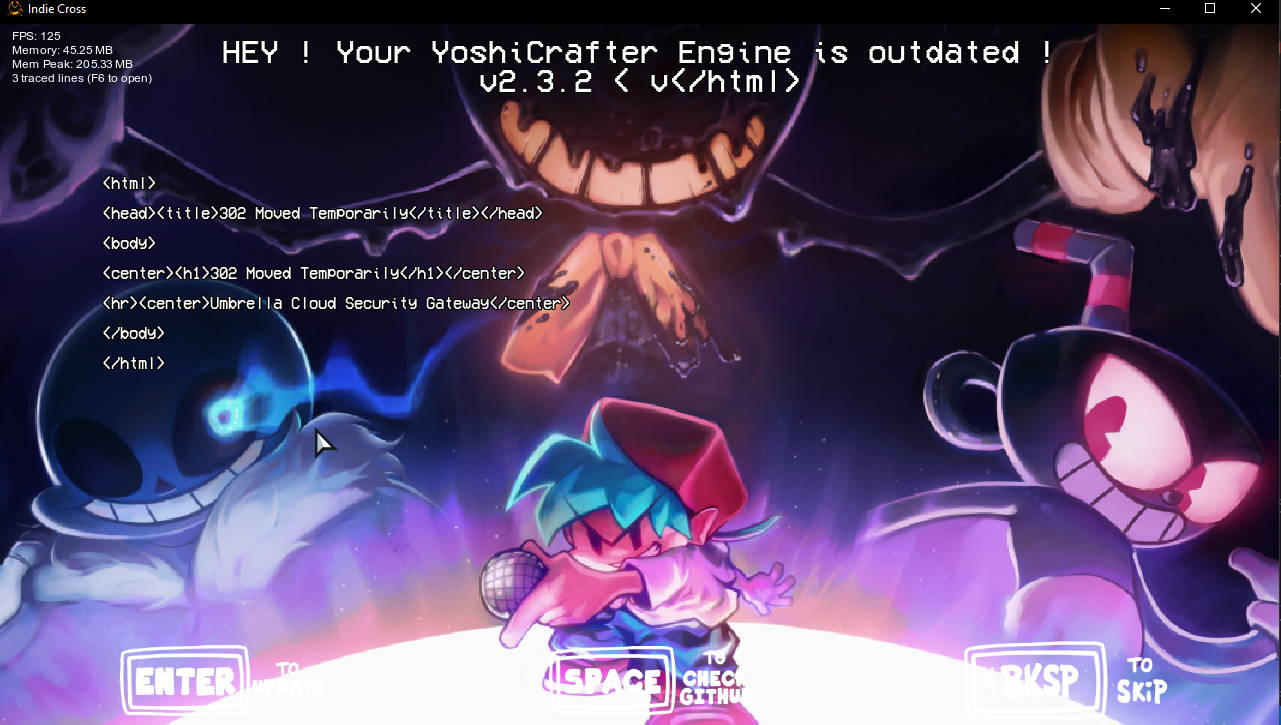 Indie Cross
FPS: 125
Memory: 45.25 MB
Mem Peak: 205.33 MB
3 traced lines (F6 to open)
HEY ! Your YoshiCrafter Engine is outdated !
v2.3.2 < v</html>
<html>
<head><title>302 Moved Temporarily</title></head>
<body>
<center><h1>302 Moved Temporarily</h1></center>
<hr><center>Umbrella Cloud Security Gateway</center>
</body>
</html>
ENTER TO UPDATE
SPACE TO CHECK GITHUB
BKSP TO SKIP